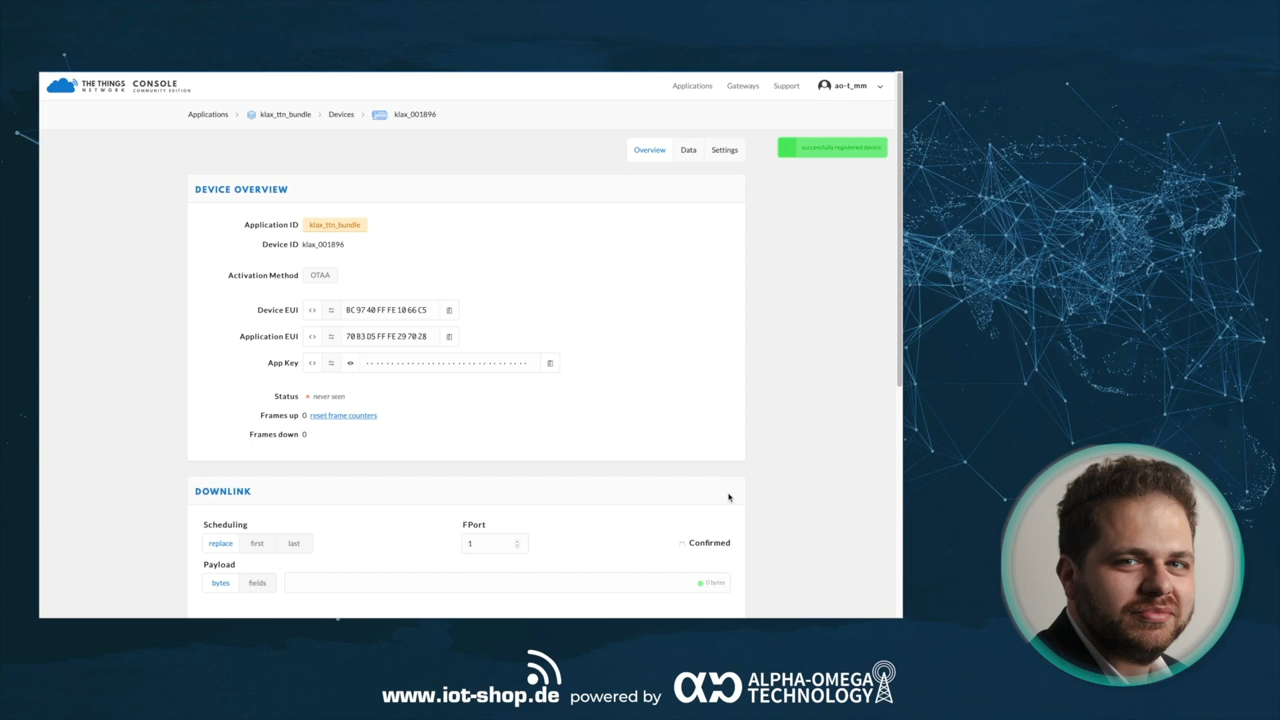 THE THINGS NETWORK CONSOLE COMMUNITY EDITION
Applications Gateways Support ao-t_mm
Applications klax_ttn_bundle Devices klax_001896
Overview Data Settings
successfully registered device
DEVICE OVERVIEW
Application ID klax_ttn_bundle
Device ID klax_001896
Activation Method OTAA
Device EUI BC 97 40 FF FE 10 66 C5
Application EUI 70 B3 D5 FF FE 29 70 28
App Key
Status never seen
Frames up 0 reset frame counters
Frames down 0
DOWNLINK
Scheduling FPort
replace first last 1 Confirmed
Payload
bytes fields 0 bytes
www.iot-shop.de powered by ALPHA-OMEGA TECHNOLOGY